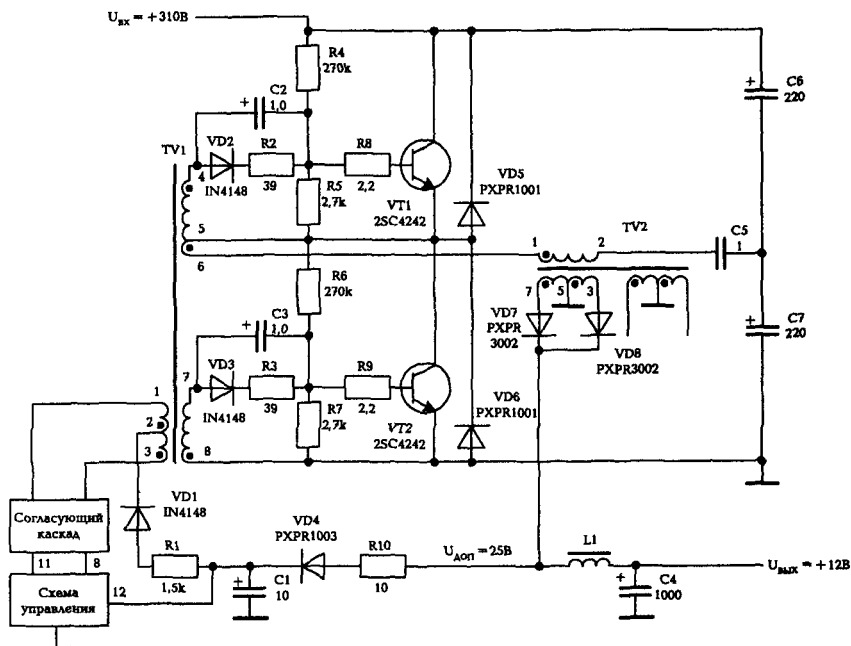 Uвх = +310В
R4
270k
C6
220
C2
+
1,0
TV1
VD2
R2
R8
4
IN4148
39
R5
2,7k
2,2
VT1
2SC4242
VD5
PXPR1001
5
6
TV2
1
2
C5
1
R6
270k
7
5
3
VD7
PXPR
3002
VD8
PXPR3002
C3
+
1,0
C7
220
VD3
R3
R9
7
IN4148
39
R7
2,7k
2,2
VT2
2SC4242
VD6
PXPR1001
1
2
3
8
VD1
IN4148
Согласующий
каскад
11
8
Схема
управления
12
R1
1,5k
+
C1
10
VD4
PXPR1003
R10
10
Uдоп = 25В
L1
Uвых = +12В
+
C4
1000